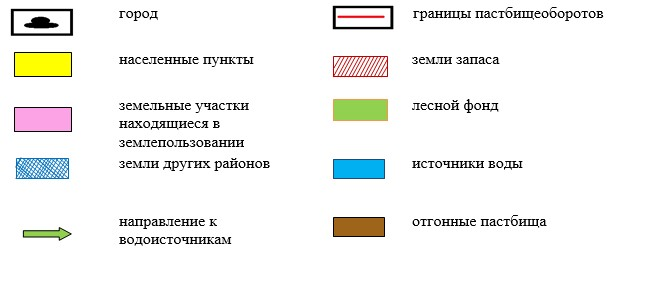 город
населенные пункты
земельные участки
находящиеся в
землепользовании
земли других районов
направление к
водоисточникам
границы пастбищеоборотов
земли запаса
лесной фонд
источники воды
отгонные пастбища